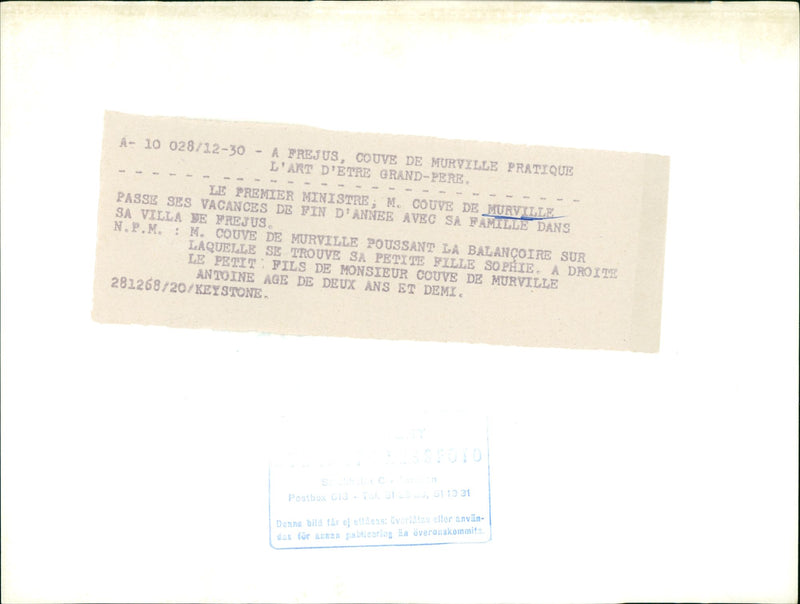 A- 10 028/12-30 - A FREJUS, COUVE DE MURVILLE PRATIQUE
L'ART D'ETRE GRAND-PERE.
- - - - - - - - - - - - - - - - - - - - - - - - - - - -
LE PREMIER MINISTRE, M. COUVE DE MURVILLE
PASSE SES VACANCES DE FIN D'ANNEE AVEC SA FAMILLE DANS
SA VILLA DE FREJUS.
N.P.M. : M. COUVE DE MURVILLE POUSSANT LA BALANÇOIRE SUR
LAQUELLE SE TROUVE SA PETITE FILLE SOPHIE. A DROITE
LE PETIT FILS DE MONSIEUR COUVE DE MURVILLE
ANTOINE AGE DE DEUX ANS ET DEMI.
281268/20/KEYSTONE.
Postbox
Denna bild får ej utlånas, överlåtas eller använ-
das för annan publicering än överenskommits.